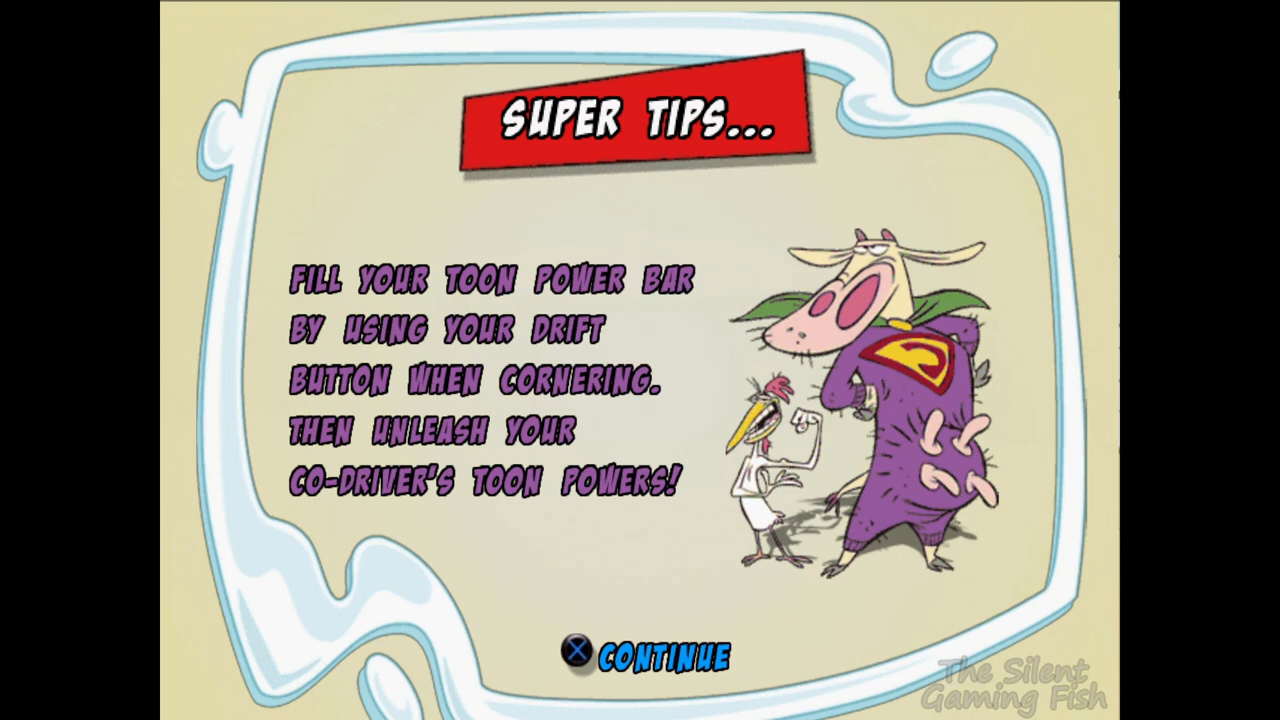 SUPER TIPS...
FILL YOUR TOON POWER BAR
BY USING YOUR DRIFT
BUTTON WHEN CORNERING.
THEN UNLEASH YOUR
CO-DRIVER'S TOON POWERS!
CONTINUE
The Silent
Gaming Fish